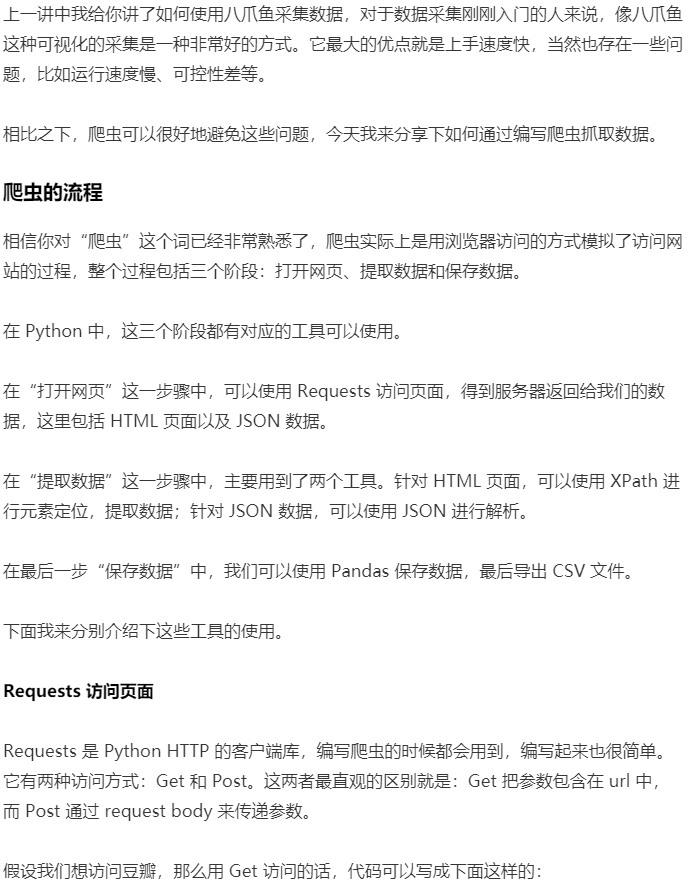 上一讲中我给你讲了如何使用八爪鱼采集数据，对于数据采集刚刚入门的人来说，像八爪鱼
这种可视化的采集是一种非常好的方式。它最大的优点就是上手速度快，当然也存在一些问
题，比如运行速度慢、可控性差等。
相比之下，爬虫可以很好地避免这些问题，今天我来分享下如何通过编写爬虫抓取数据。
爬虫的流程
相信你对“爬虫”这个词已经非常熟悉了，爬虫实际上是用浏览器访问的方式模拟了访问网
站的过程，整个过程包括三个阶段：打开网页、提取数据和保存数据。
在 Python 中，这三个阶段都有对应的工具可以使用。
在“打开网页”这一步骤中，可以使用 Requests 访问页面，得到服务器返回给我们的数
据，这里包括 HTML 页面以及 JSON 数据。
在“提取数据”这一步骤中，主要用到了两个工具。针对 HTML 页面，可以使用 XPath 进
行元素定位，提取数据；针对 JSON 数据，可以使用 JSON 进行解析。
在最后一步“保存数据”中，我们可以使用 Pandas 保存数据，最后导出 CSV 文件。
下面我来分别介绍下这些工具的使用。
Requests 访问页面
Requests 是 Python HTTP 的客户端库，编写爬虫的时候都会用到，编写起来也很简单。
它有两种访问方式：Get 和 Post。这两者最直观的区别就是：Get 把参数包含在 url 中，
而 Post 通过 request body 来传递参数。
假设我们想访问豆瓣，那么用 Get 访问的话，代码可以写成下面这样的：